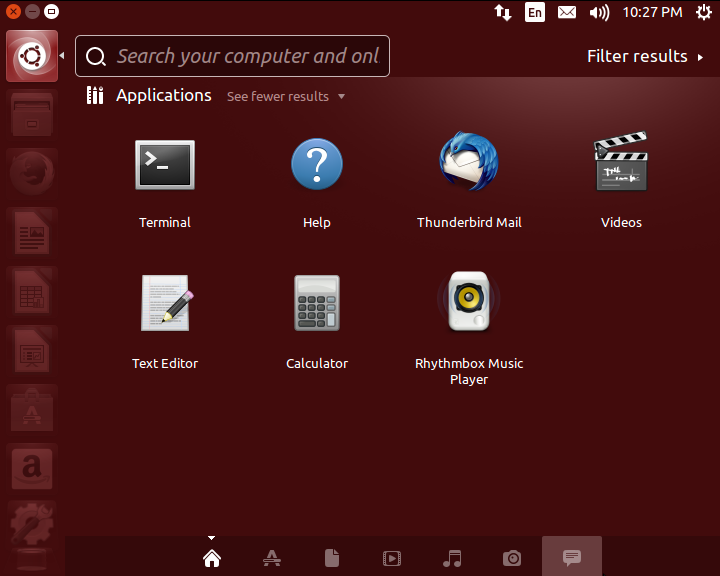 En
10:27 PM
Search your computer and onl
Filter results
Applications
See fewer results
Terminal
Help
Thunderbird Mail
Videos
Text Editor
Calculator
Rhythmbox Music
Player
a